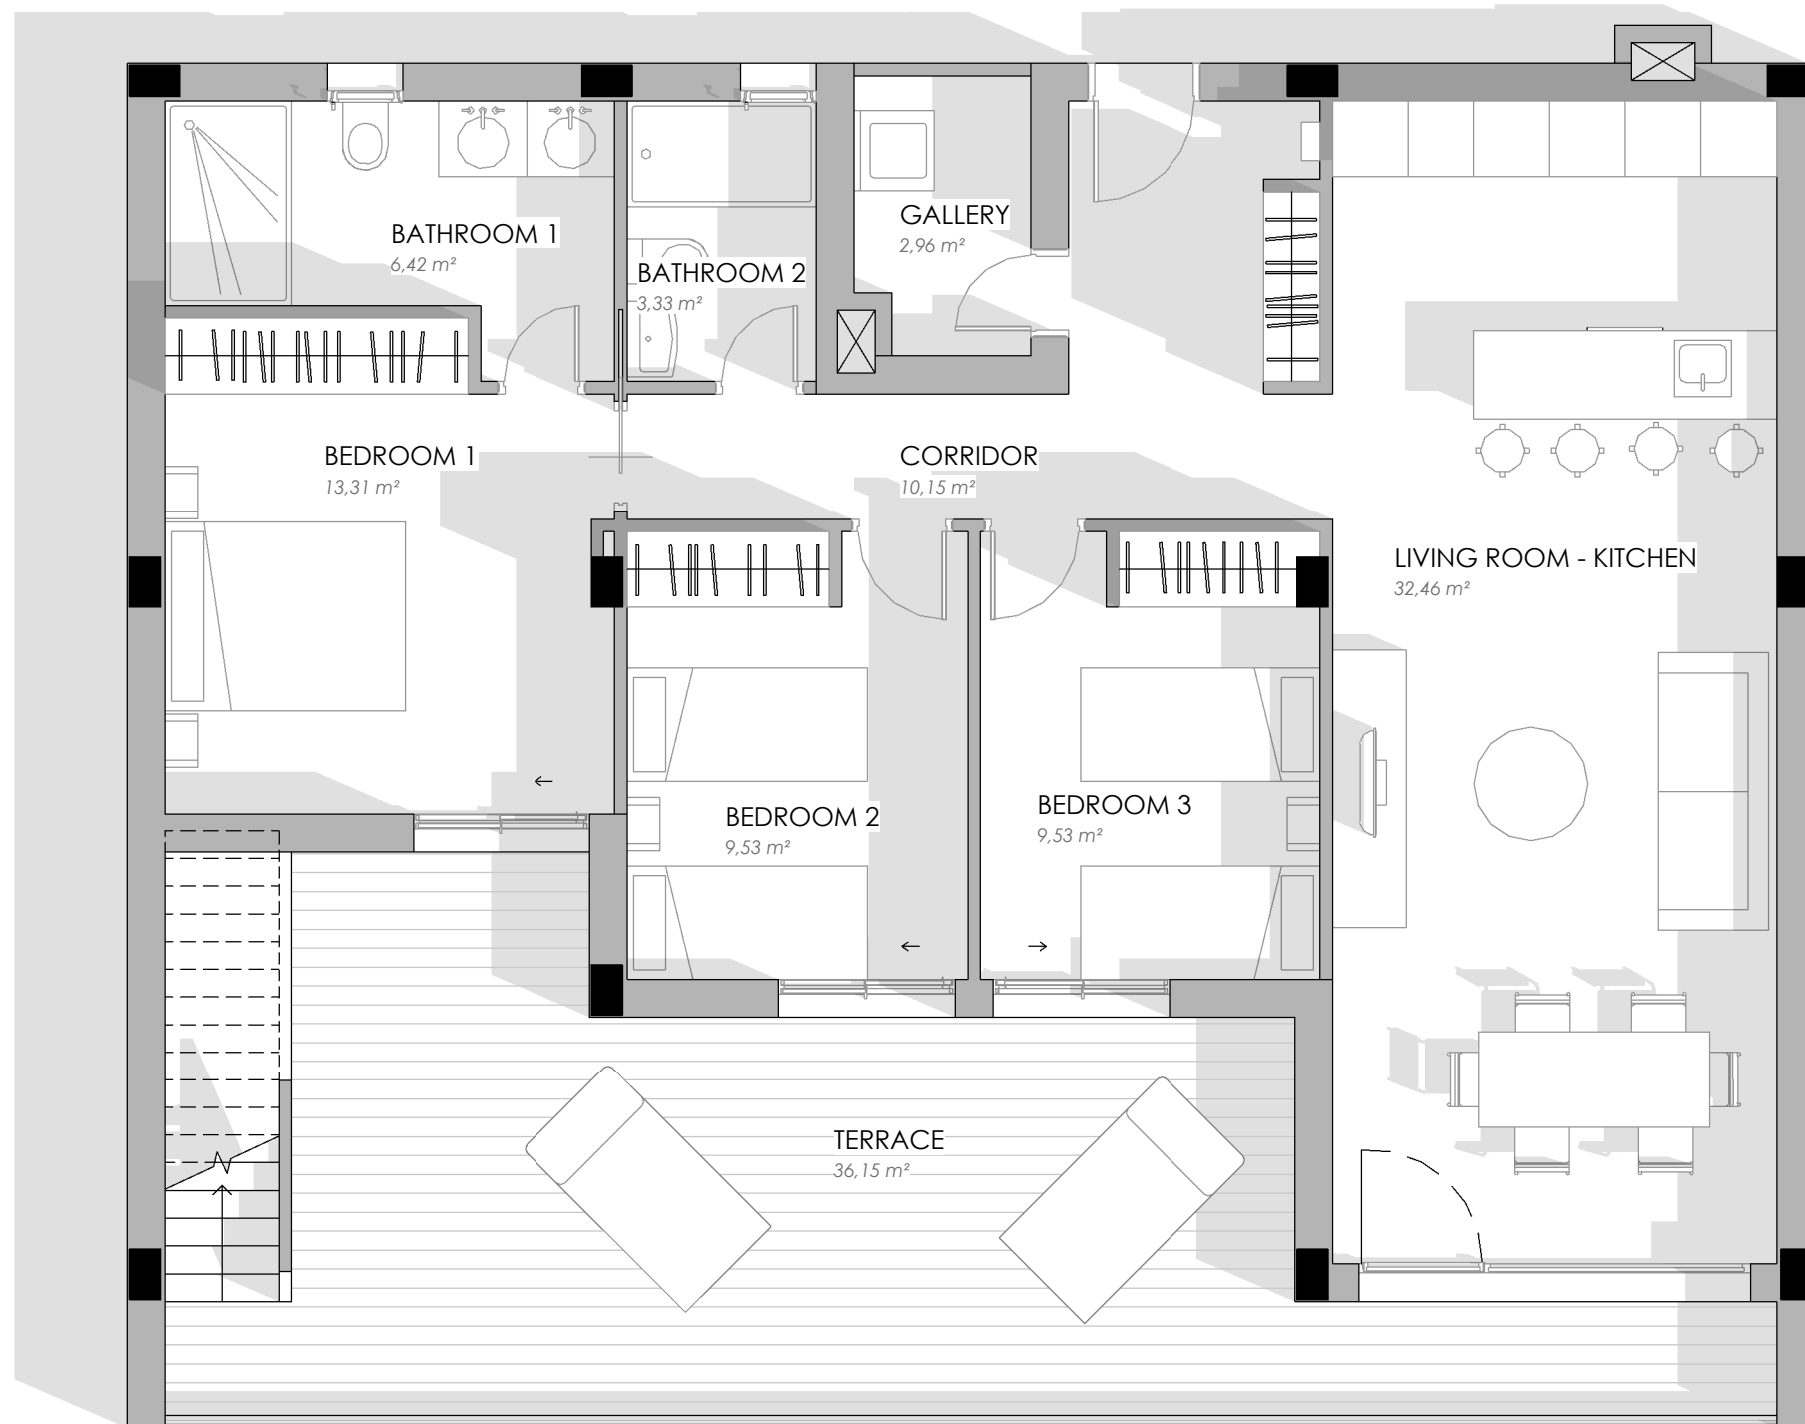 BATHROOM 1
6,42 m²
BATHROOM 2
3,33 m²
GALLERY
2,96 m²
BEDROOM 1
13,31 m²
CORRIDOR
10,15 m²
LIVING ROOM - KITCHEN
32,46 m²
BEDROOM 2
9,53 m²
BEDROOM 3
9,53 m²
TERRACE
36,15 m²